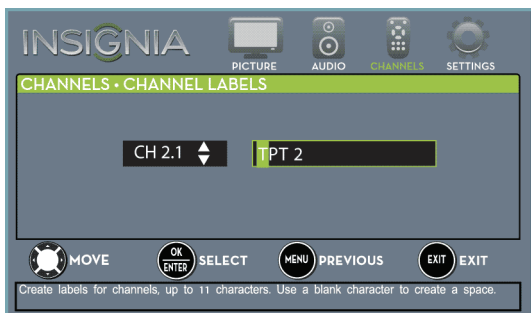 INSIGNIA
PICTURE AUDIO CHANNELS SETTINGS
CHANNELS • CHANNEL LABELS
CH 2.1 TPT 2
MOVE OK ENTER SELECT MENU PREVIOUS EXIT EXIT
Create labels for channels, up to 11 characters. Use a blank character to create a space.